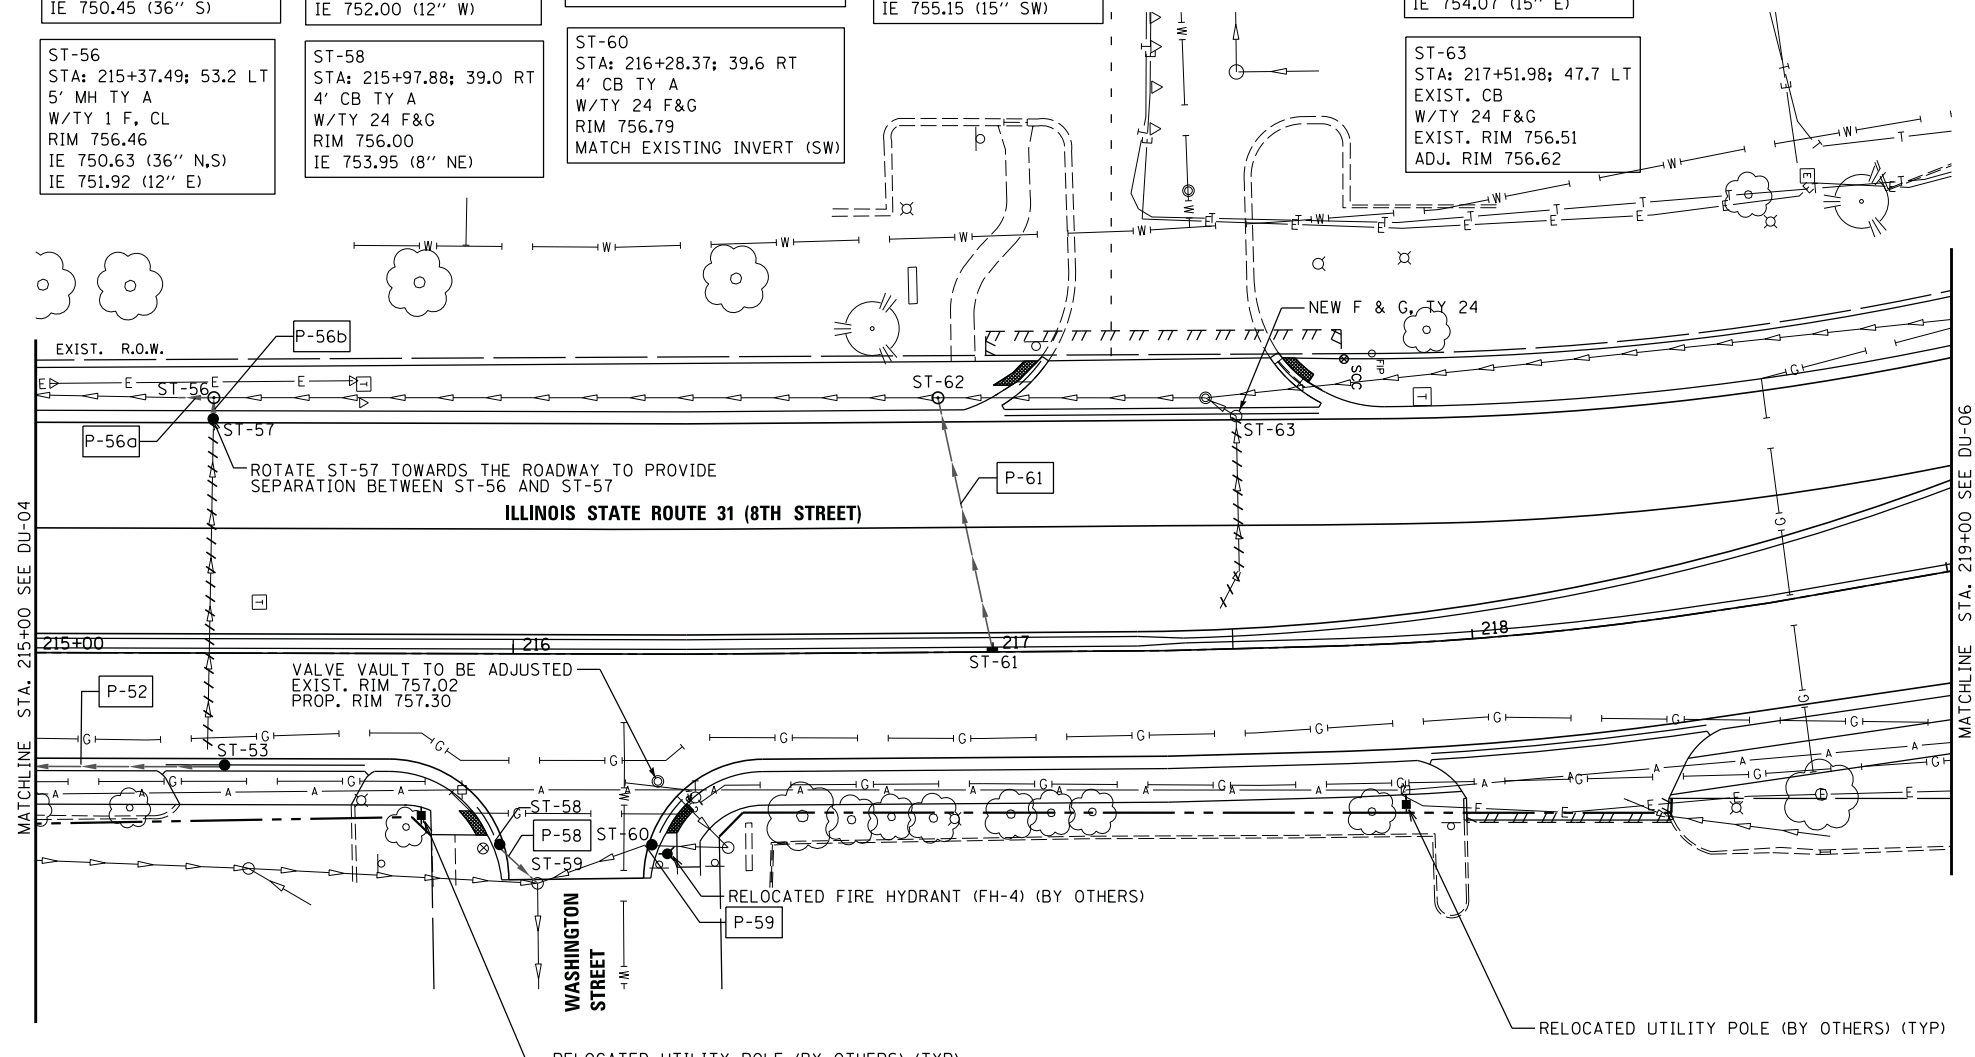 IE 750.45 (36'' S)
IE 752.00 (12'' W)
IE 755.15 (15'' SW)
IE 754.07 (15'' E)
ST-56
STA: 215+37.49; 53.2 LT
5' MH TY A
W/TY 1 F, CL
RIM 756.46
IE 750.63 (36'' N,S)
IE 751.92 (12'' E)
ST-58
STA: 215+97.88; 39.0 RT
4' CB TY A
W/TY 24 F&G
RIM 756.00
IE 753.95 (8'' NE)
ST-60
STA: 216+28.37; 39.6 RT
4' CB TY A
W/TY 24 F&G
RIM 756.79
MATCH EXISTING INVERT (SW)
ST-63
STA: 217+51.98; 47.7 LT
EXIST. CB
W/TY 24 F&G
EXIST. RIM 756.51
ADJ. RIM 756.62
NEW F & G, TY 24
P-56b
EXIST. R.O.W.
ST-56
ST-62
SCC
FIP
P-56a
ST-57
ST-63
ROTATE ST-57 TOWARDS THE ROADWAY TO PROVIDE
SEPARATION BETWEEN ST-56 AND ST-57
P-61
ILLINOIS STATE ROUTE 31 (8TH STREET)
MATCHLINE STA. 215+00 SEE DU-04
MATCHLINE STA. 219+00 SEE DU-06
215+00
216
217
218
ST-61
VALVE VAULT TO BE ADJUSTED
EXIST. RIM 757.02
PROP. RIM 757.30
P-52
ST-53
ST-58
P-58
ST-60
ST-59
RELOCATED FIRE HYDRANT (FH-4) (BY OTHERS)
P-59
WASHINGTON
STREET
RELOCATED UTILITY POLE (BY OTHERS) (TYP)
RELOCATED UTILITY POLE (BY OTHERS) (TYP)